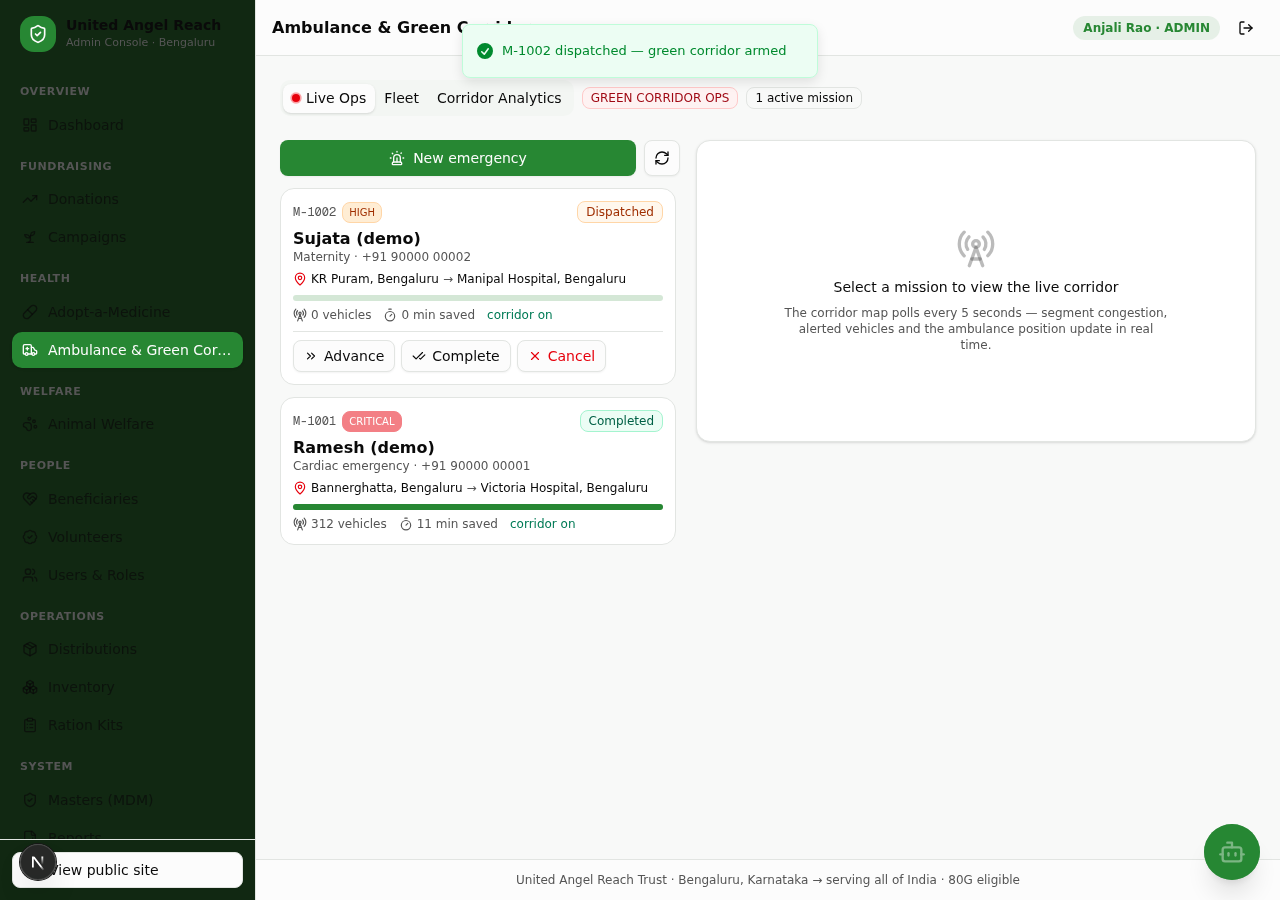 United Angel Reach
Admin Console · Bengaluru
OVERVIEW
Dashboard
FUNDRAISING
Donations
Campaigns
HEALTH
Adopt-a-Medicine
Ambulance & Green Cor...
WELFARE
Animal Welfare
PEOPLE
Beneficiaries
Volunteers
Users & Roles
OPERATIONS
Distributions
Inventory
Ration Kits
SYSTEM
Masters (MDM)
Reports
View public site
Ambulance & Green
M-1002 dispatched — green corridor armed
Anjali Rao · ADMIN
Live Ops
Fleet
Corridor Analytics
GREEN CORRIDOR OPS
1 active mission
New emergency
M-1002 HIGH Dispatched
Sujata (demo)
Maternity · +91 90000 00002
KR Puram, Bengaluru → Manipal Hospital, Bengaluru
0 vehicles 0 min saved corridor on
Advance Complete Cancel
M-1001 CRITICAL Completed
Ramesh (demo)
Cardiac emergency · +91 90000 00001
Bannerghatta, Bengaluru → Victoria Hospital, Bengaluru
312 vehicles 11 min saved corridor on
Select a mission to view the live corridor
The corridor map polls every 5 seconds — segment congestion,
alerted vehicles and the ambulance position update in real
time.
United Angel Reach Trust · Bengaluru, Karnataka → serving all of India · 80G eligible